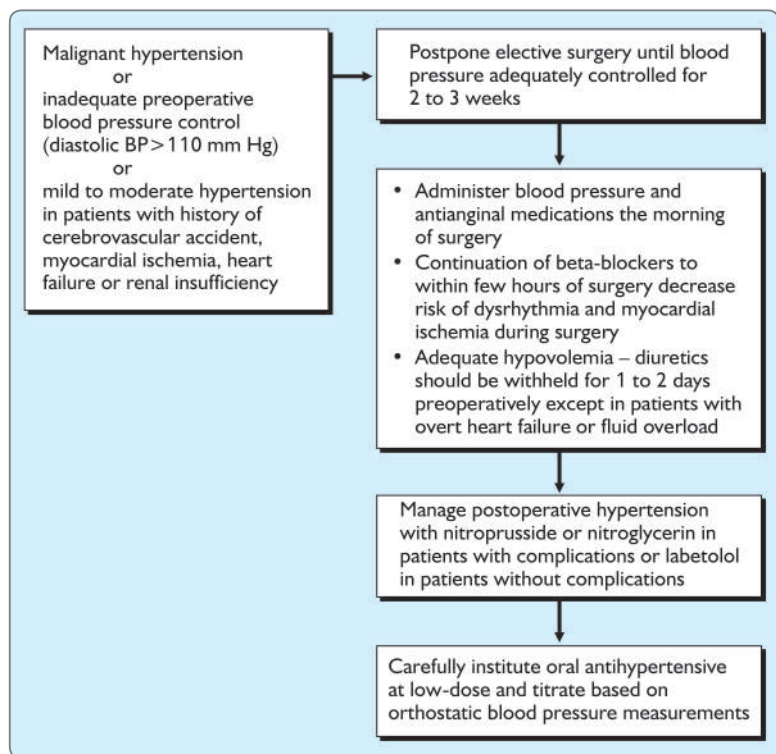 Malignant hypertension
or
inadequate preoperative
blood pressure control
(diastolic BP>110 mm Hg)
or
mild to moderate hypertension
in patients with history of
cerebrovascular accident,
myocardial ischemia, heart
failure or renal insufficiency
Postpone elective surgery until blood
pressure adequately controlled for
2 to 3 weeks
• Administer blood pressure and
antianginal medications the morning
of surgery
• Continuation of beta-blockers to
within few hours of surgery decrease
risk of dysrhythmia and myocardial
ischemia during surgery
• Adequate hypovolemia – diuretics
should be withheld for 1 to 2 days
preoperatively except in patients with
overt heart failure or fluid overload
Manage postoperative hypertension
with nitroprusside or nitroglycerin in
patients with complications or labetolol
in patients without complications
Carefully institute oral antihypertensive
at low-dose and titrate based on
orthostatic blood pressure measurements